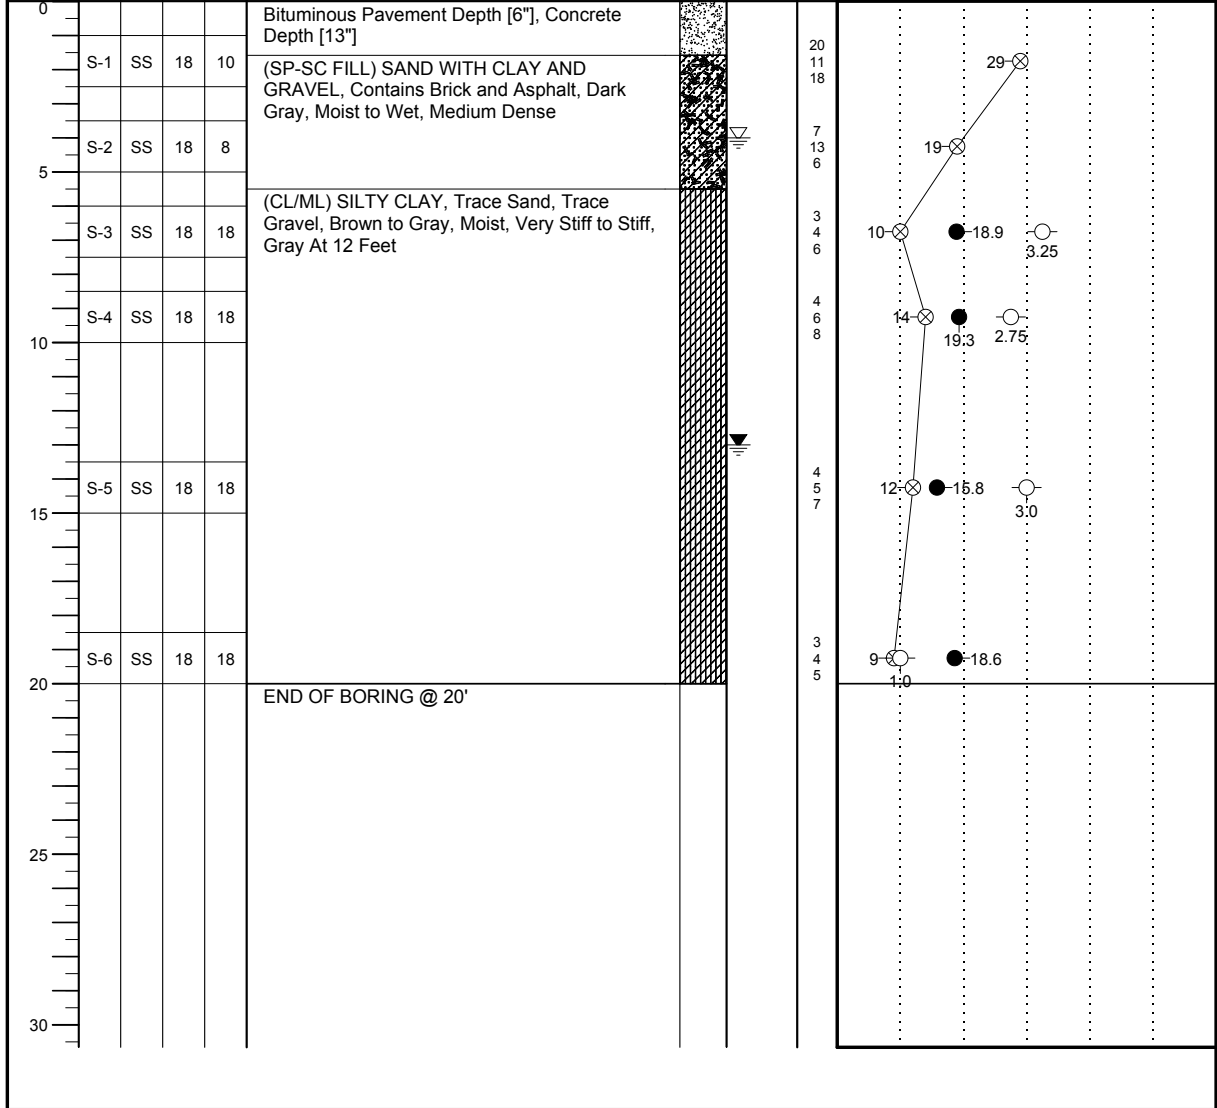 0
Bituminous Pavement Depth [6"], Concrete
Depth [13"]
S-1 SS 18 10
20
11
18
29
(SP-SC FILL) SAND WITH CLAY AND
GRAVEL, Contains Brick and Asphalt, Dark
Gray, Moist to Wet, Medium Dense
S-2 SS 18 8
7
13
6
19
5
(CL/ML) SILTY CLAY, Trace Sand, Trace
Gravel, Brown to Gray, Moist, Very Stiff to Stiff,
Gray At 12 Feet
S-3 SS 18 18
3
4
6
10 18.9
3.25
S-4 SS 18 18
4
6
8
14
19.3 2.75
10
S-5 SS 18 18
4
5
7
12 15.8
3.0
15
S-6 SS 18 18
3
4
5
9 18.6
1.0
20
END OF BORING @ 20'
25
30